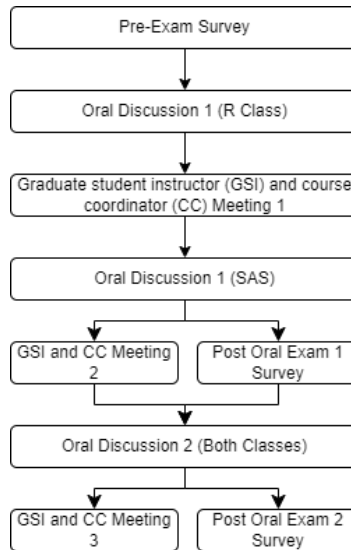 Pre-Exam Survey
Oral Discussion 1 (R Class)
Graduate student instructor (GSI) and course
coordinator (CC) Meeting 1
Oral Discussion 1 (SAS)
GSI and CC Meeting
2
Post Oral Exam 1
Survey
Oral Discussion 2 (Both Classes)
GSI and CC Meeting
3
Post Oral Exam 2
Survey